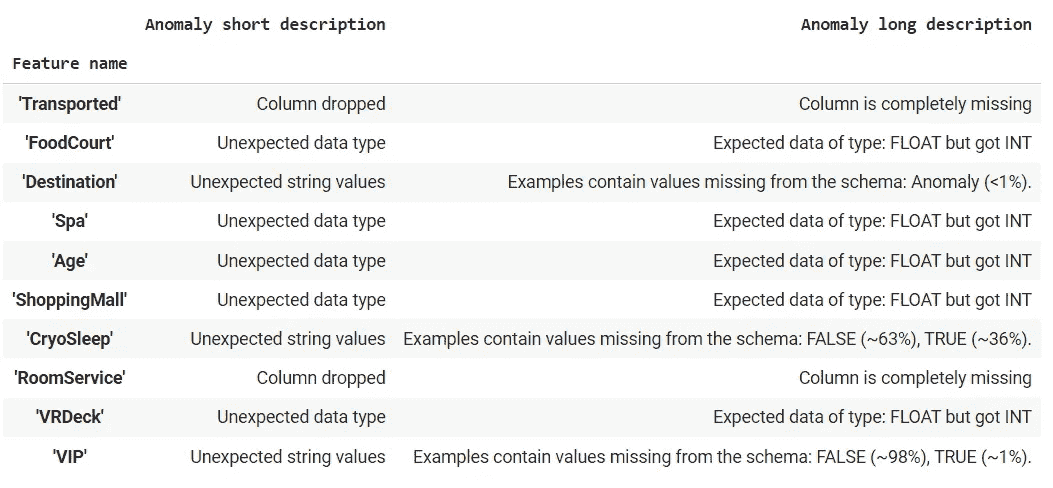 Anomaly short description Anomaly long description
Feature name
'Transported' Column dropped Column is completely missing
'FoodCourt' Unexpected data type Expected data of type: FLOAT but got INT
'Destination' Unexpected string values Examples contain values missing from the schema: Anomaly (<1%).
'Spa' Unexpected data type Expected data of type: FLOAT but got INT
'Age' Unexpected data type Expected data of type: FLOAT but got INT
'ShoppingMall' Unexpected data type Expected data of type: FLOAT but got INT
'CryoSleep' Unexpected string values Examples contain values missing from the schema: FALSE (~63%), TRUE (~36%).
'RoomService' Column dropped Column is completely missing
'VRDeck' Unexpected data type Expected data of type: FLOAT but got INT
'VIP' Unexpected string values Examples contain values missing from the schema: FALSE (~98%), TRUE (~1%).